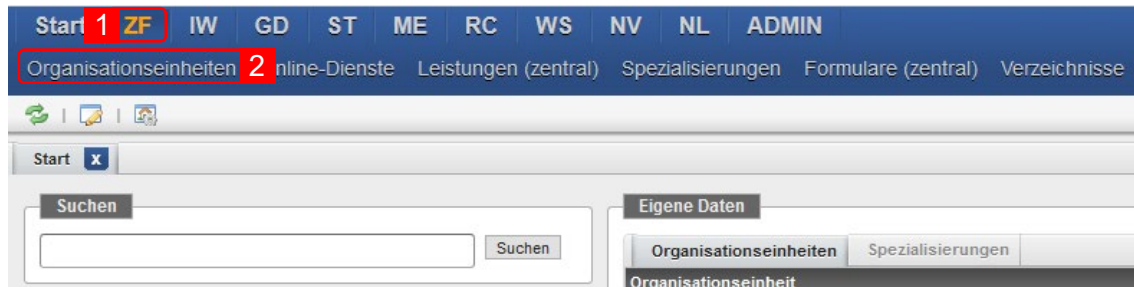 Start 1 ZF IW GD ST ME RC WS NV NL ADMIN
Organisationseinheiten 2 nline-Dienste Leistungen (zentral) Spezialisierungen Formulare (zentral) Verzeichnisse
Start x
Suchen
Suchen
Eigene Daten
Organisationseinheiten Spezialisierungen
Organisationseinheit